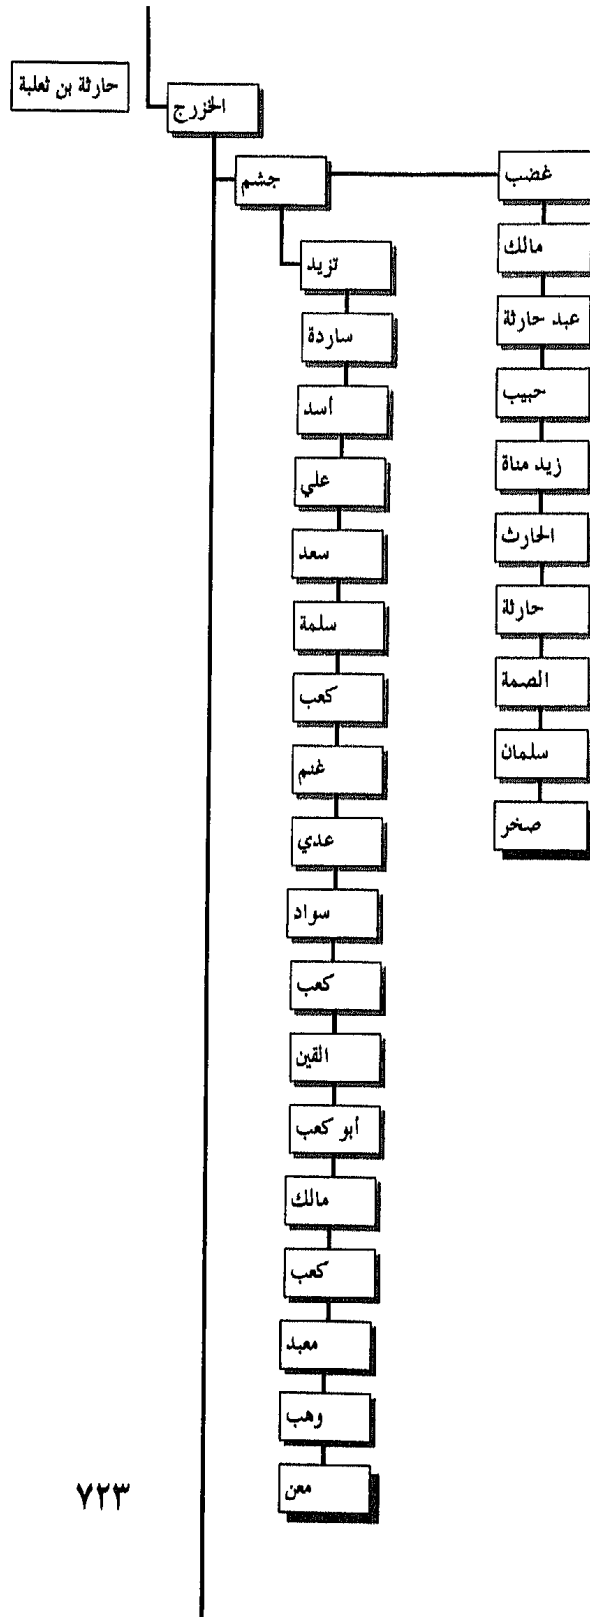 حارثة بن ثعلبة
الخزرج
جشم
غضب
مالك
عبد حارثة
حبيب
زيد مناة
الحارث
حارثة
الصمة
سلمان
صخر
تزيد
ساردة
أسد
علي
سعد
سلمة
كعب
غنم
عدي
سواد
كعب
القين
أبو كعب
مالك
كعب
معبد
وهب
معن
٧٢٣